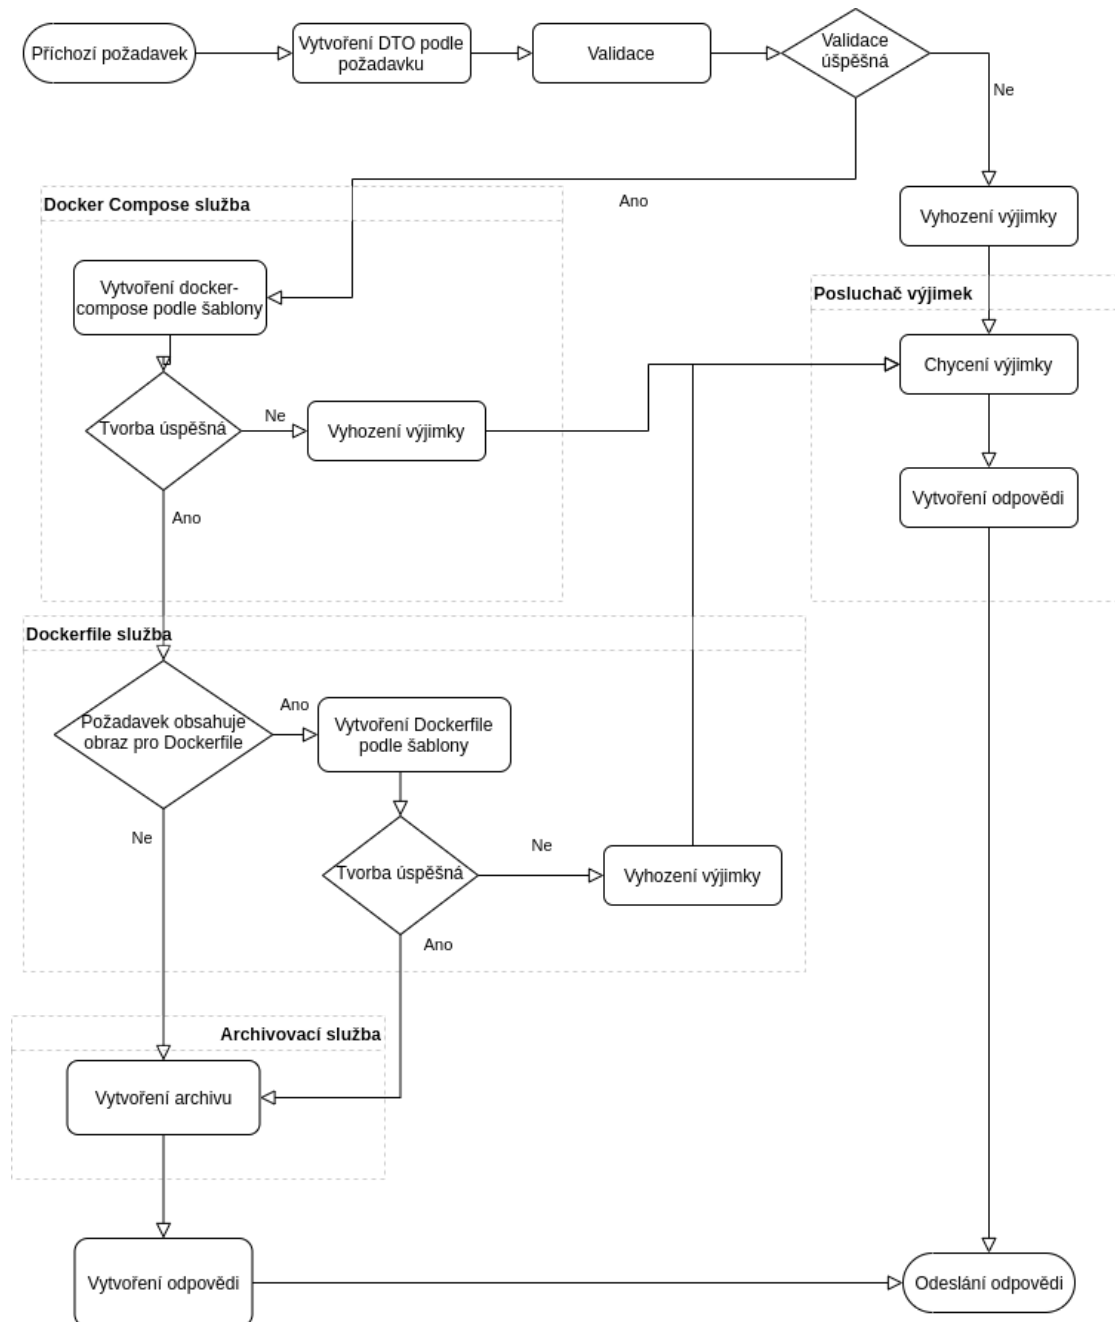 Příchozí požadavek
Vytvoření DTO podle
požadavku
Validace
Validace
úšpěšná
Ne
Ano
Vyhození výjimky
Docker Compose služba
Vytvoření docker-
compose podle šablony
Posluchač výjimek
Chycení výjimky
Tvorba úspěšná
Ne
Vyhození výjimky
Ano
Vytvoření odpovědi
Dockerfile služba
Požadavek obsahuje
obraz pro Dockerfile
Ano
Vytvoření Dockerfile
podle šablony
Ne
Tvorba úspěšná
Ne
Vyhození výjimky
Ano
Archivovací služba
Vytvoření archivu
Vytvoření odpovědi
Odeslání odpovědi